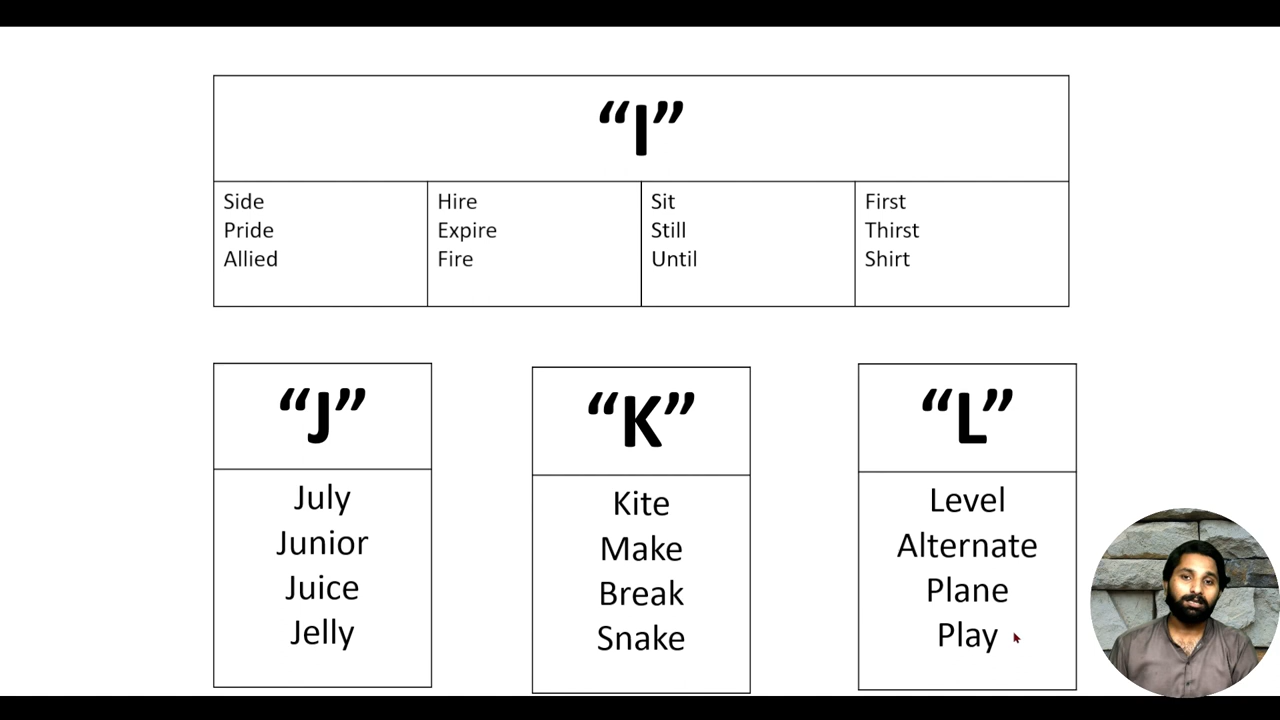 “I”
Side
Pride
Allied
Hire
Expire
Fire
Sit
Still
Until
First
Thirst
Shirt
“J”
July
Junior
Juice
Jelly
“K”
Kite
Make
Break
Snake
“L”
Level
Alternate
Plane
Play